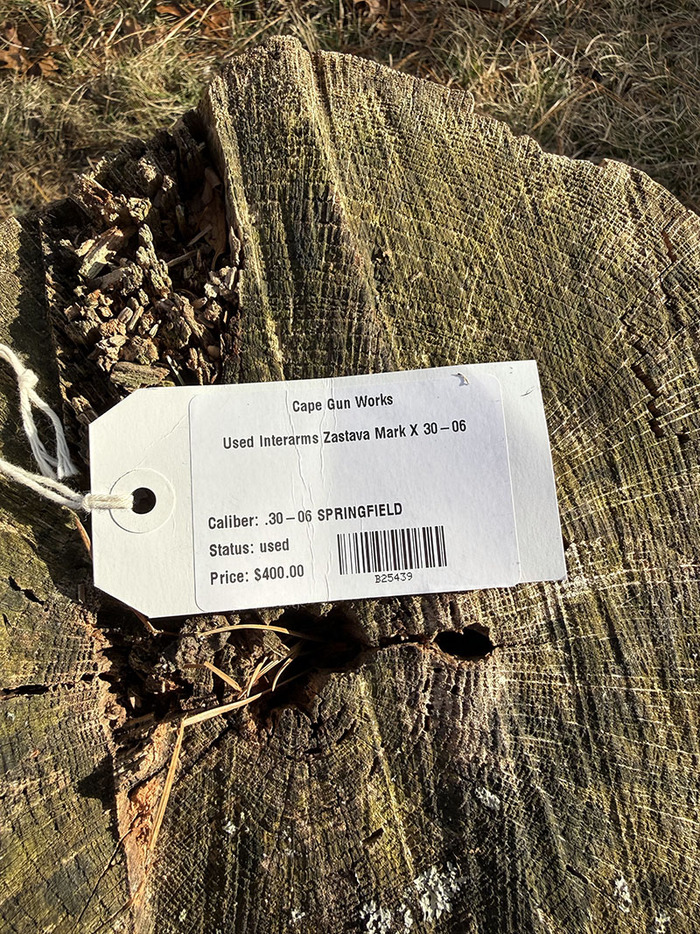 Cape Gun Works
Used Interarms Zastava Mark X 30-06
Caliber: .30-06 SPRINGFIELD
Status: used
Price: $400.00
B25439